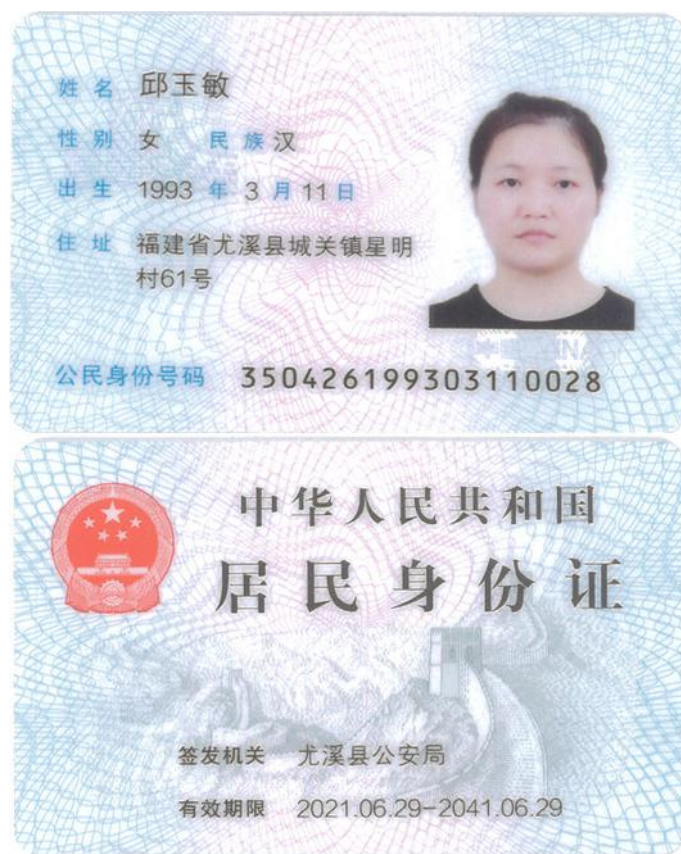 姓名 邱玉敏
性别 女 民族 汉
出生 1993 年 3 月 11 日
住址 福建省尤溪县城关镇星明
村61号
公民身份号码 350426199303110028
中华人民共和国
居民身份证
签发机关 尤溪县公安局
有效期限 2021.06.29-2041.06.29